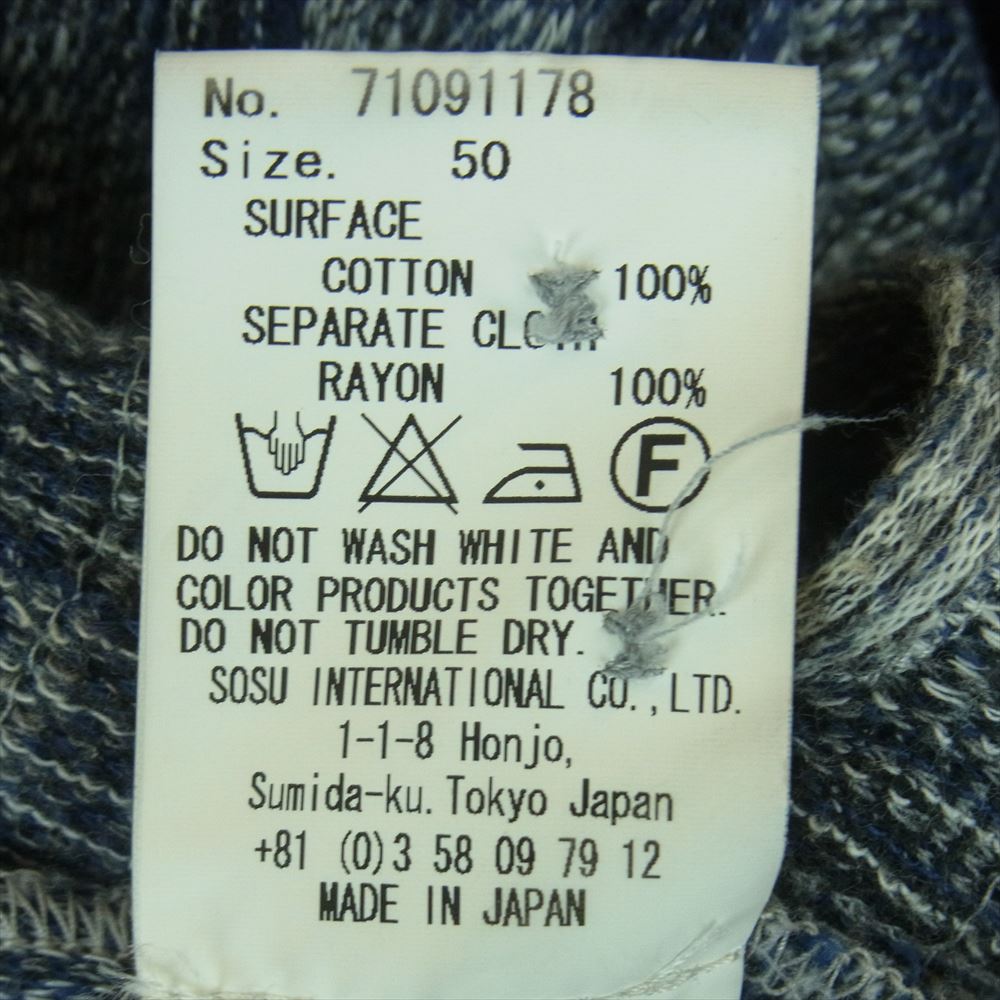 No. 71091178
Size. 50
SURFACE
COTTON 100%
SEPARATE
RAYON 100%
F
DO NOT WASH WHITE AND
COLOR PRODUCTS TOGETHER.
DO NOT TUMBLE DRY.
SOSU INTERNATIONAL CO.,LTD.
1-1-8 Honjo,
Sumida-ku. Tokyo Japan
+81 (0)3 58 09 79 12
MADE IN JAPAN